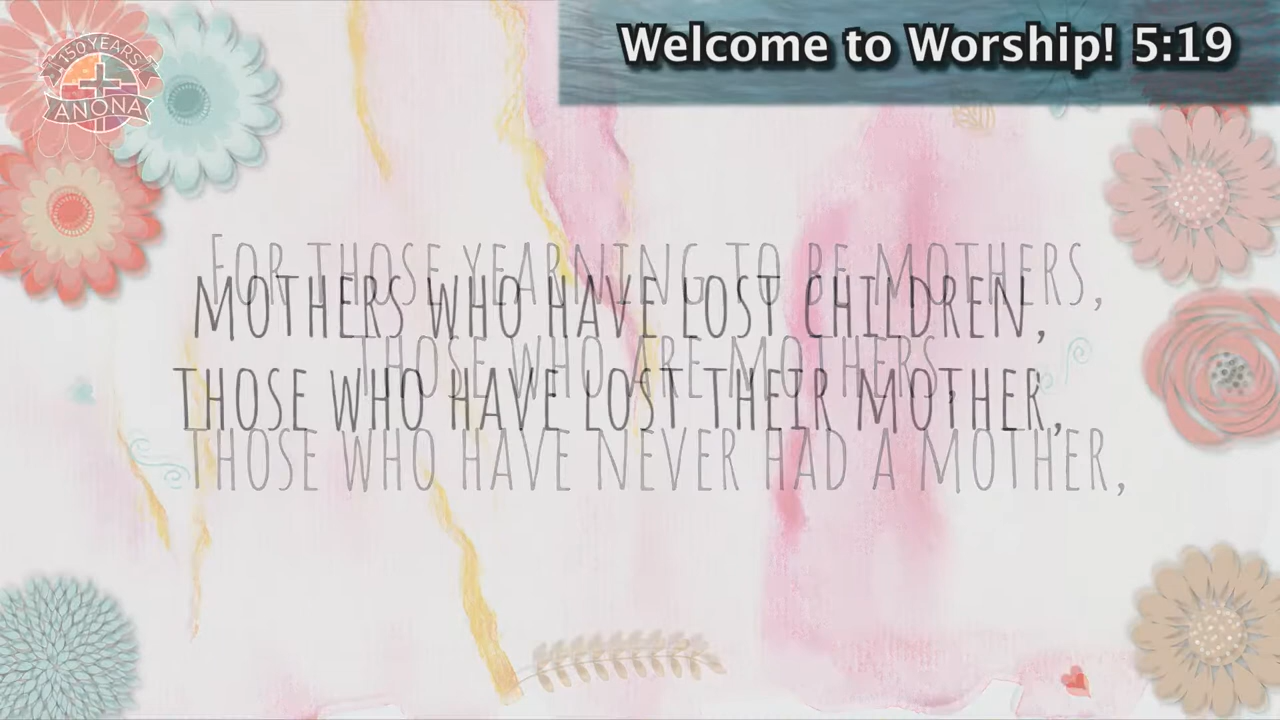 150 YEARS
ANONA
Welcome to Worship! 5:19
FOR THOSE YEARNING TO BE MOTHERS,
MOTHERS WHO HAVE LOST CHILDREN,
THOSE WHO ARE MOTHERS,
THOSE WHO HAVE LOST THEIR MOTHER,
THOSE WHO HAVE NEVER HAD A MOTHER,